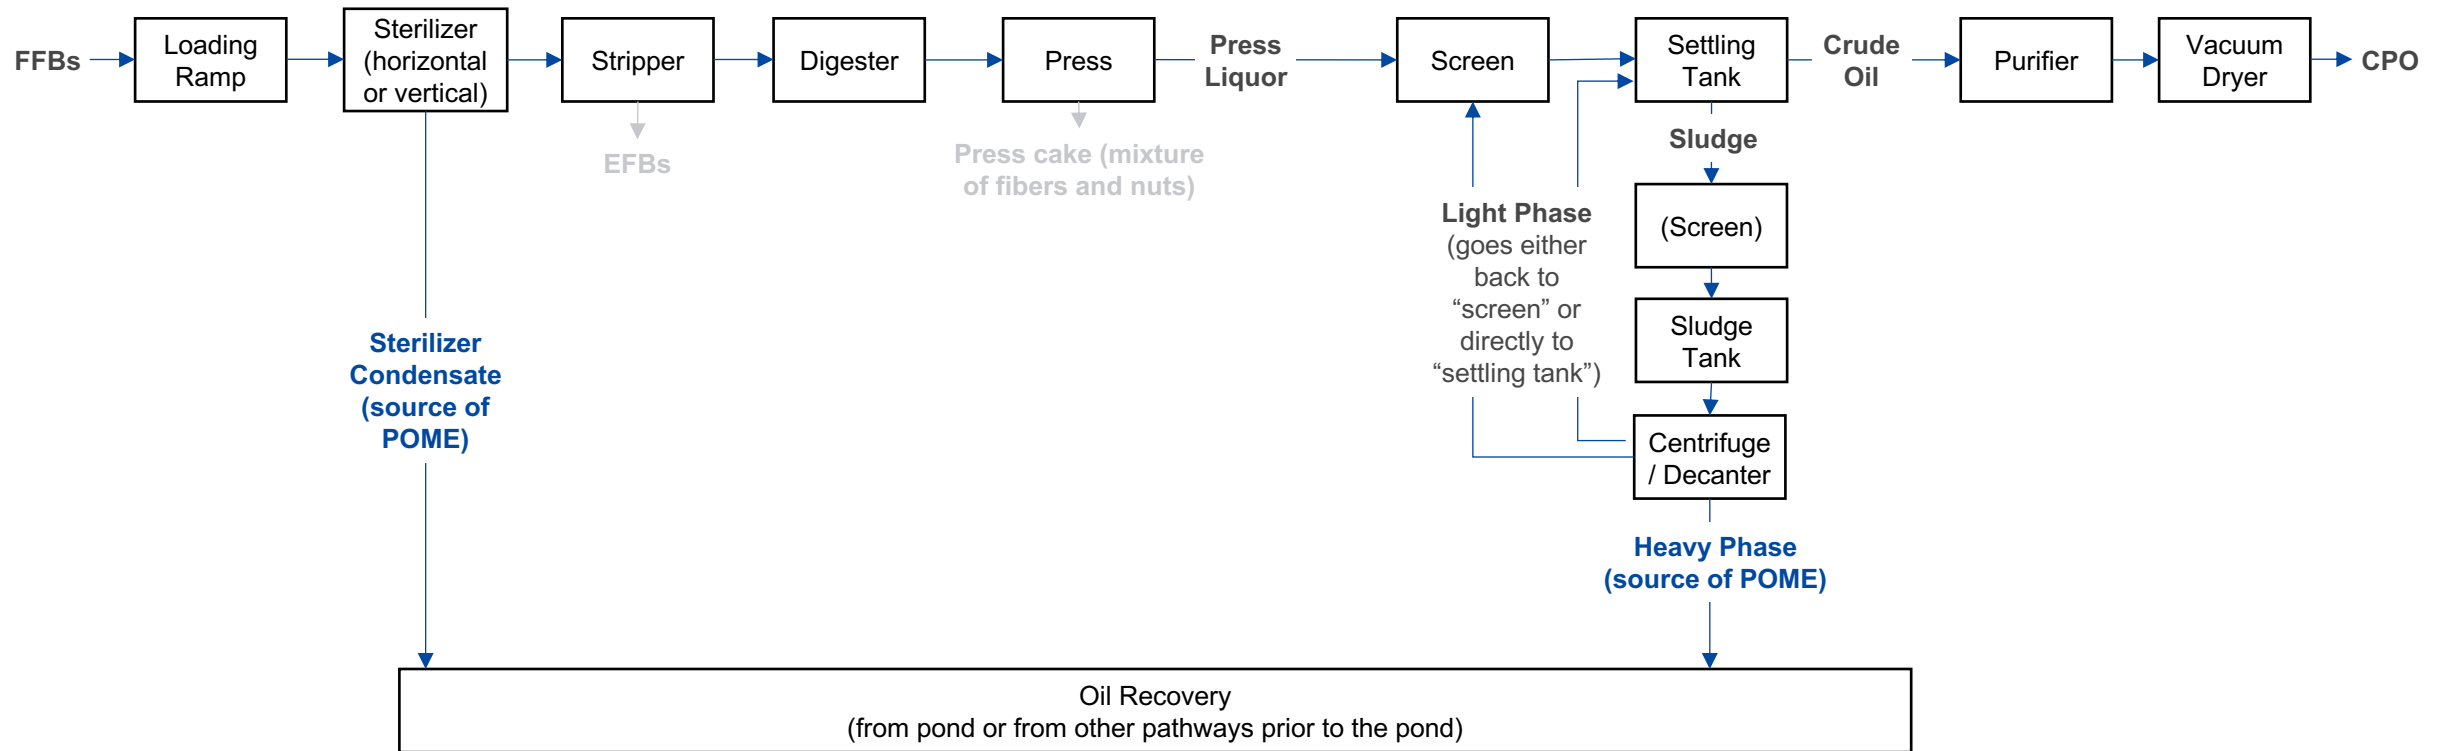 FFBs
Loading
Ramp
Sterilizer
(horizontal
or vertical)
Stripper
Digester
Press
Press
Liquor
Screen
Settling
Tank
Crude
Oil
Purifier
Vacuum
Dryer
CPO
EFBs
Press cake (mixture
of fibers and nuts)
Sludge
(Screen)
Light Phase
(goes either
back to
“screen” or
directly to
“settling tank”)
Sludge
Tank
Centrifuge
/ Decanter
Sterilizer
Condensate
(source of
POME)
Heavy Phase
(source of POME)
Oil Recovery
(from pond or from other pathways prior to the pond)